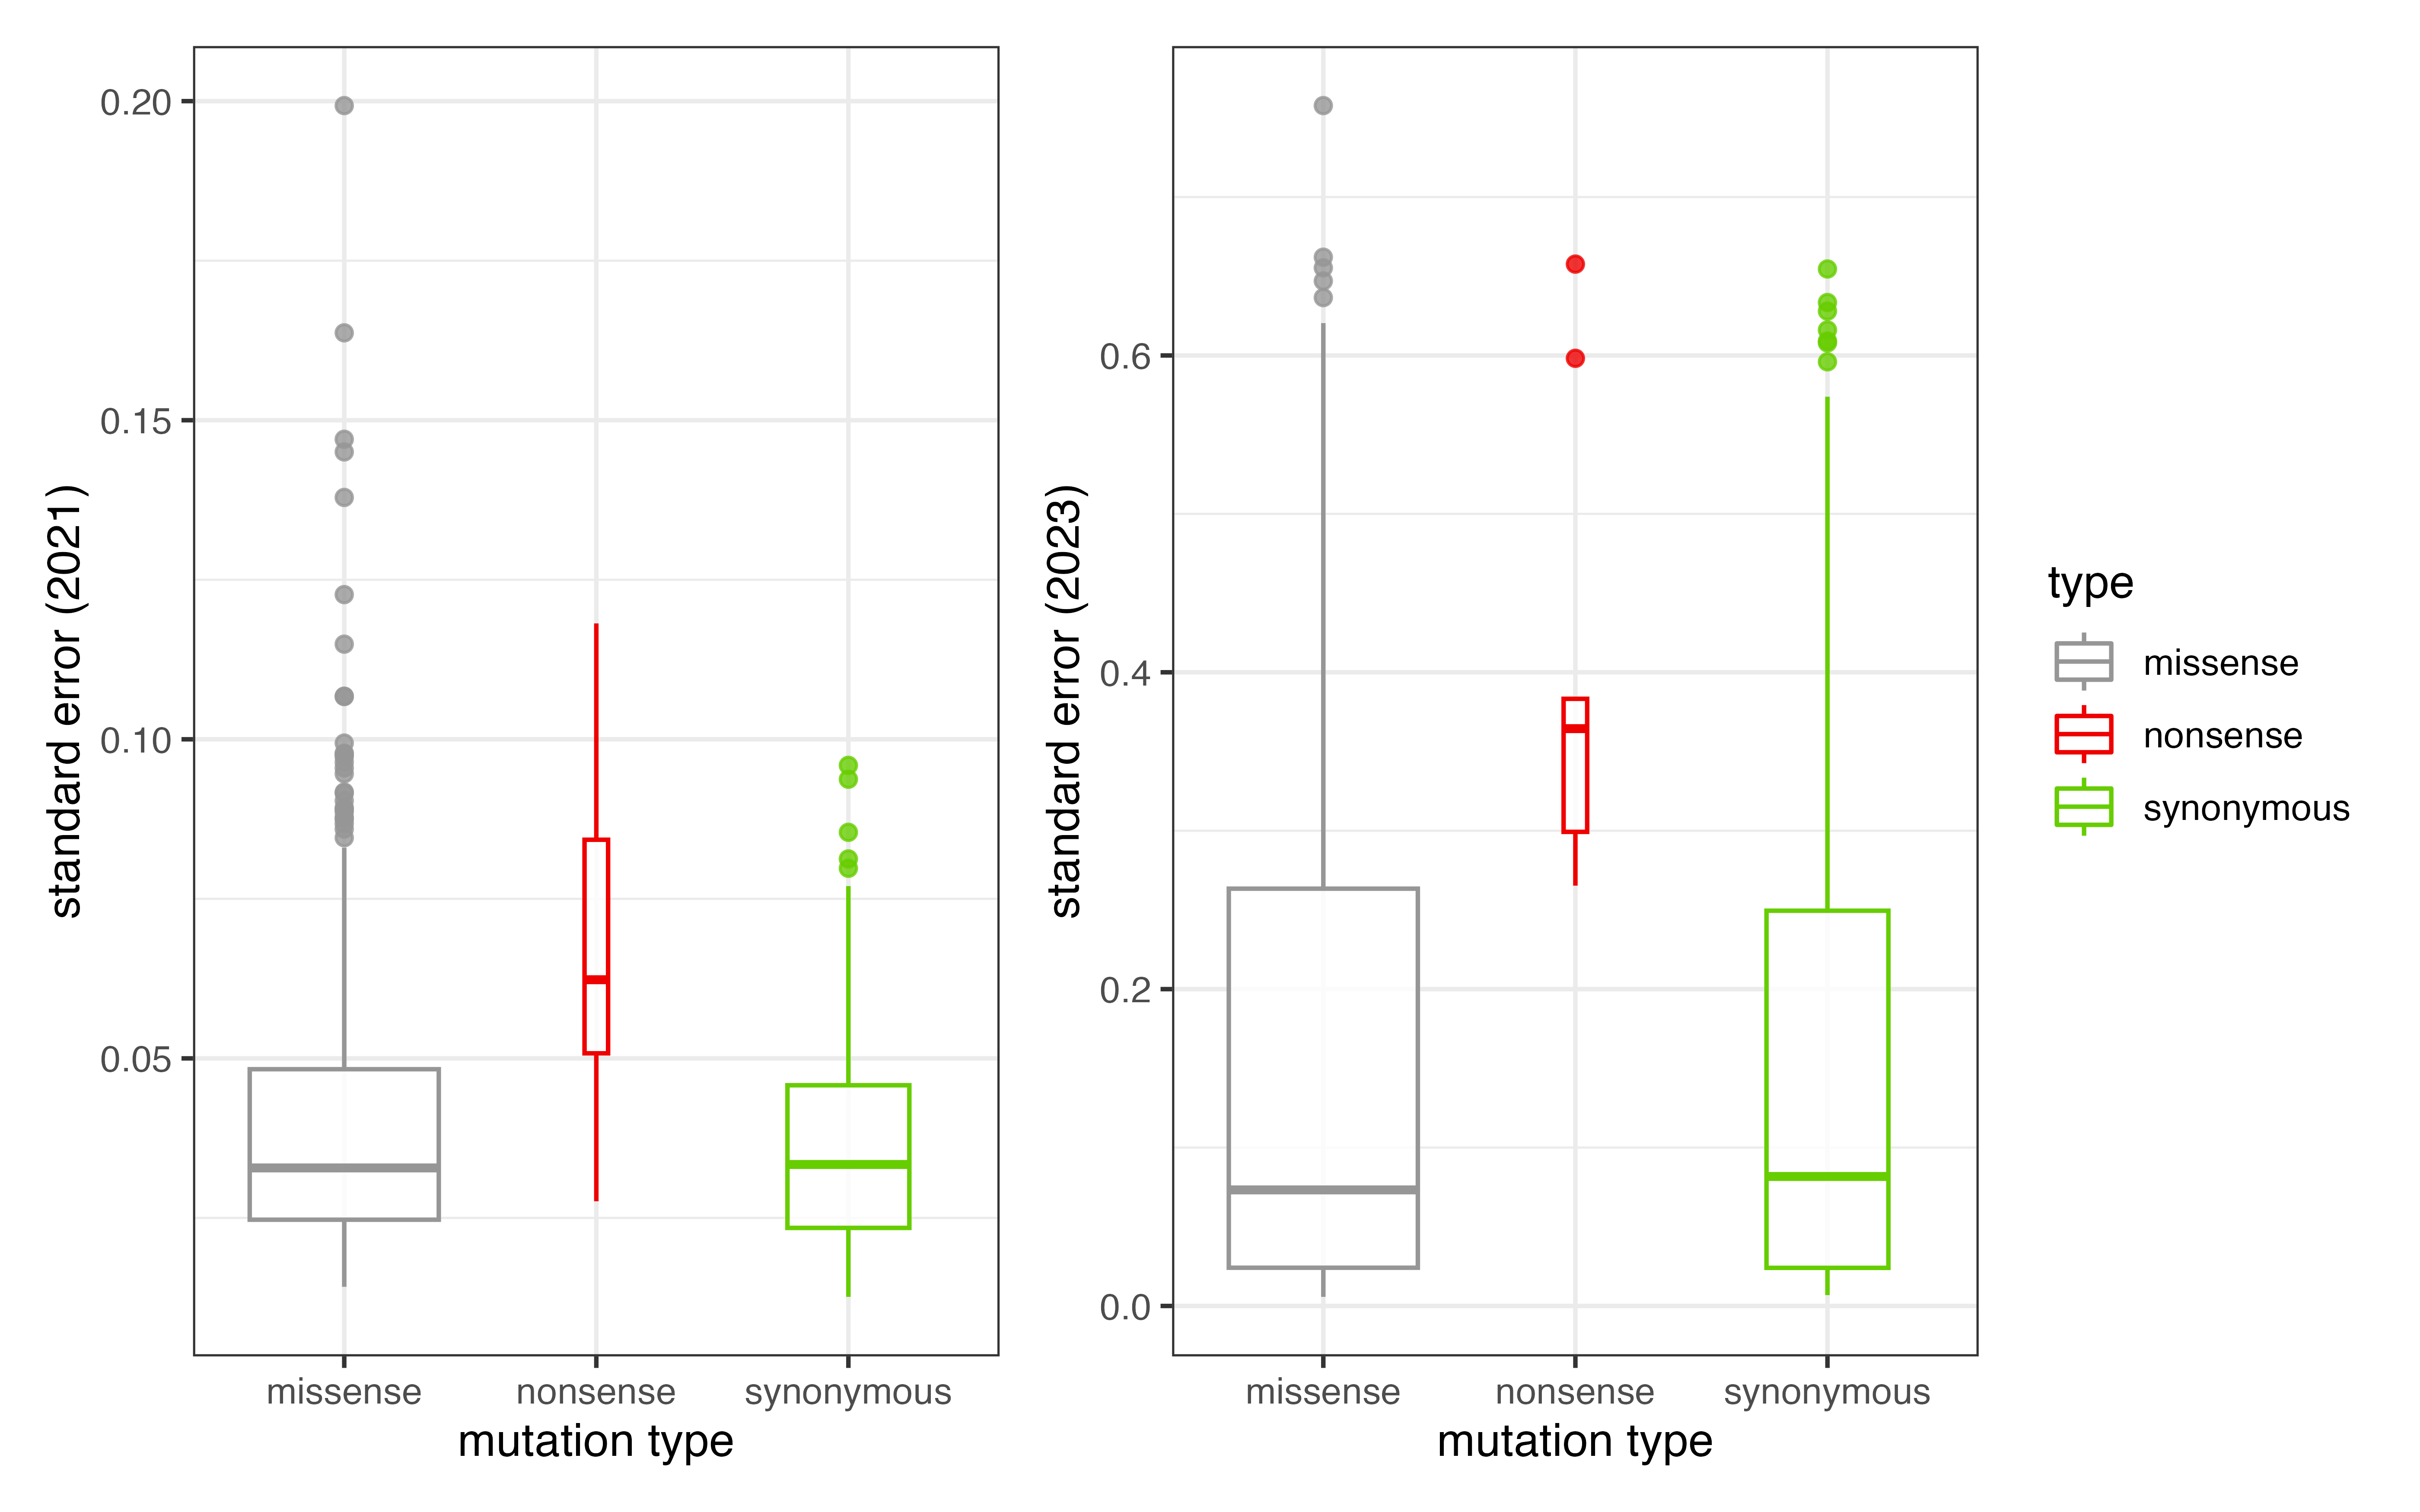 standard error (2021)
0.20
0.15
0.10
0.05
missense nonsense synonymous
mutation type
standard error (2023)
0.6
0.4
0.2
0.0
missense nonsense synonymous
mutation type
type
missense
nonsense
synonymous